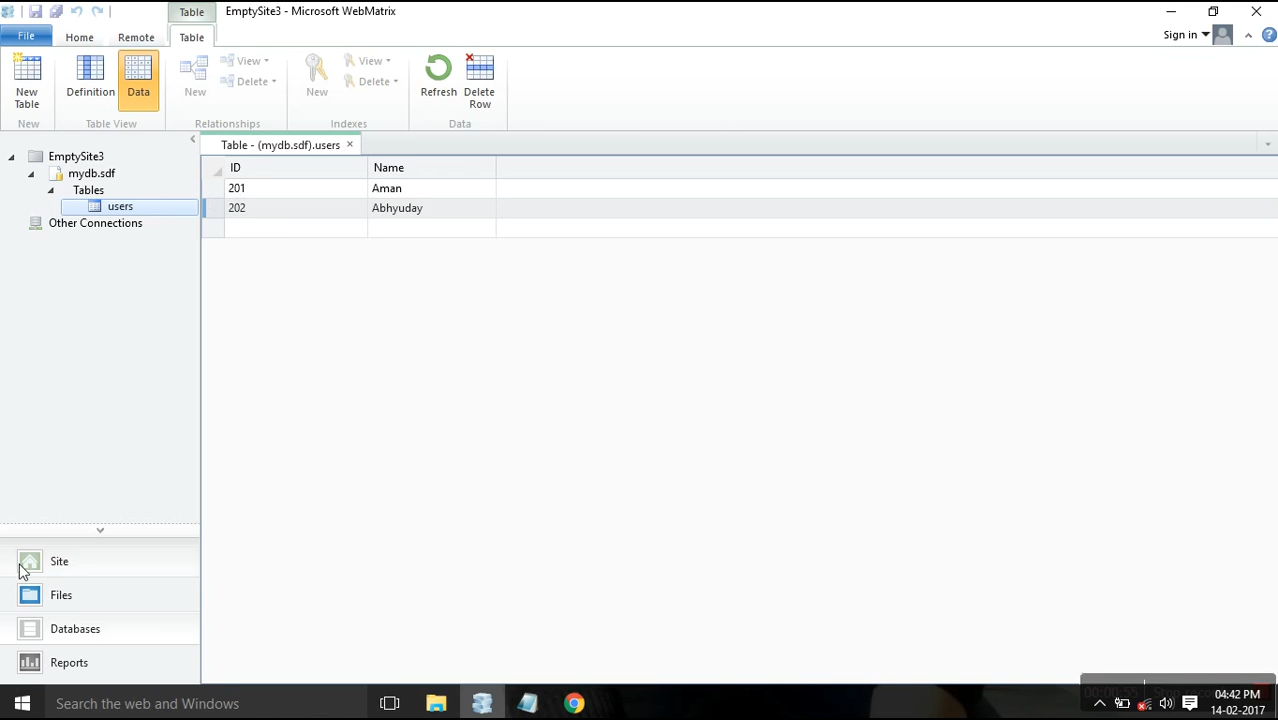 Table
EmptySite3 - Microsoft WebMatrix
File
Home
Remote
Table
Sign in
New Table
Definition
Data
New
View
Delete
New
View
Delete
Refresh
Delete Row
New
Table View
Relationships
Indexes
Data
EmptySite3
mydb.sdf
Tables
users
Other Connections
Table - (mydb.sdf).users
ID
Name
201
Aman
202
Abhyuday
Site
Files
Databases
Reports
Search the web and Windows
00:00:55
04:42 PM
14-02-2017